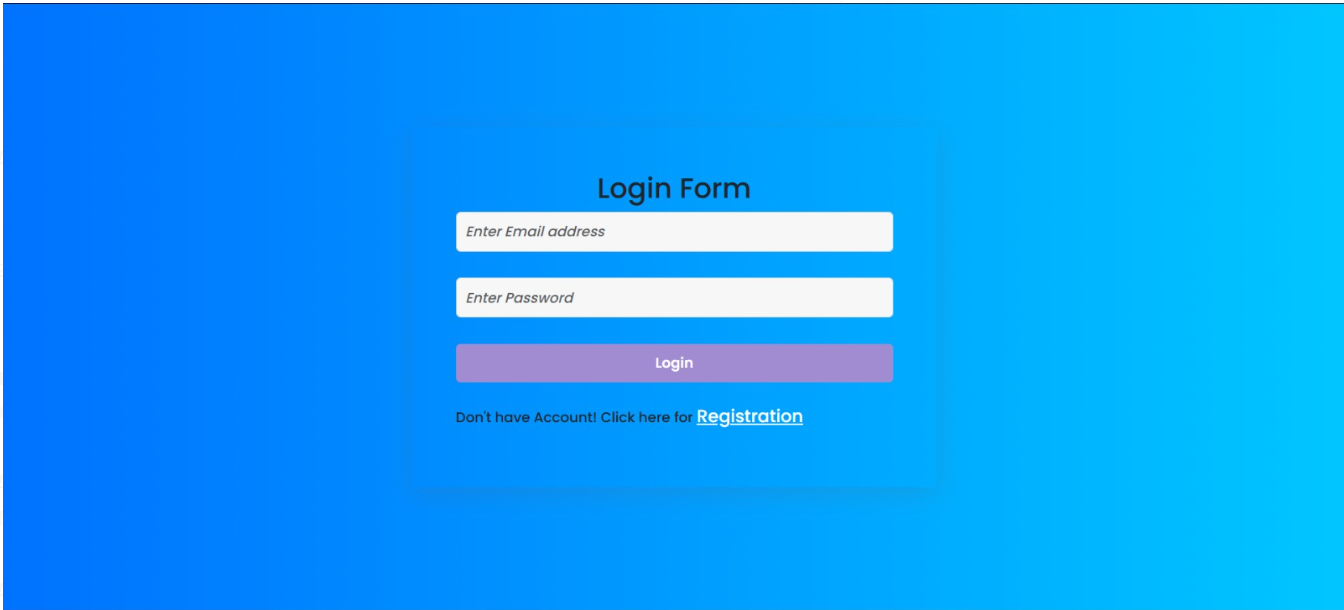 Login Form
Enter Email address
Enter Password
Login
Don't have Account! Click here for Registration